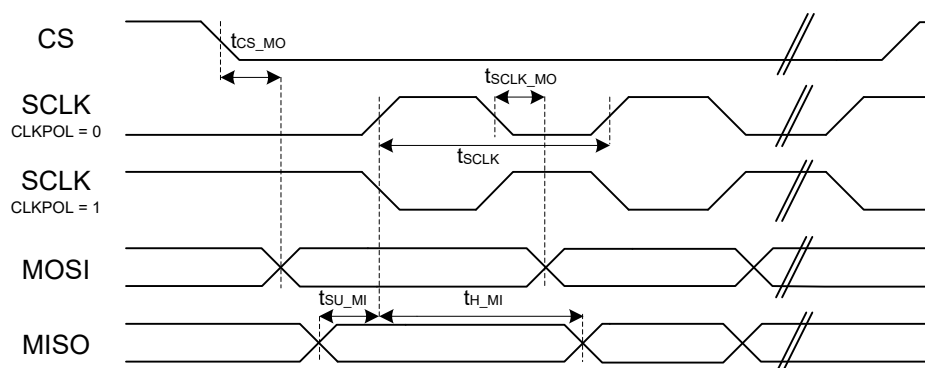 CS
tCS_MO
tSCLK_MO
SCLK
CLKPOL = 0
tSCLK
SCLK
CLKPOL = 1
MOSI
tSU_MI
tH_MI
MISO